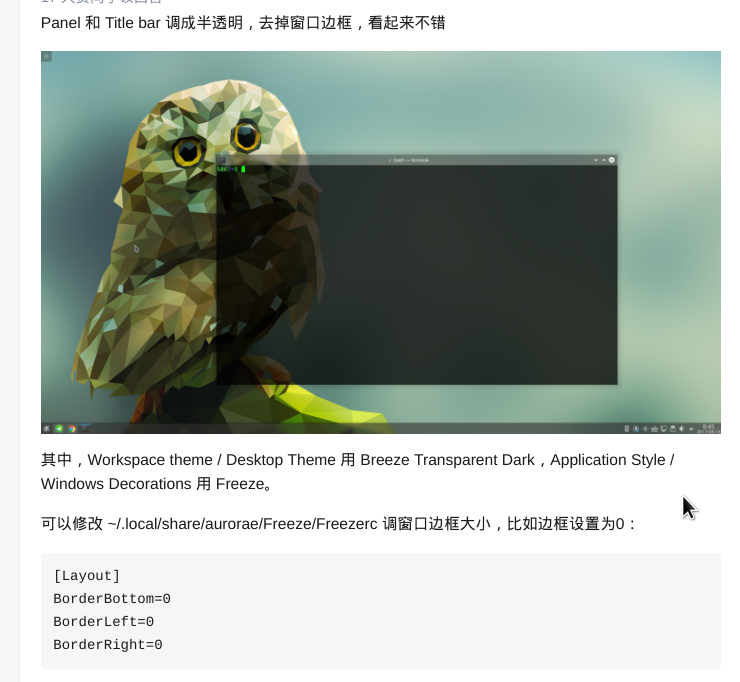 Panel 和 Title bar 调成半透明，去掉窗口边框，看起来不错
其中，Workspace theme / Desktop Theme 用 Breeze Transparent Dark，Application Style /
Windows Decorations 用 Freeze。
可以修改 ~/.local/share/aurorae/Freeze/Freezerc 调窗口边框大小，比如边框设置为0：
[Layout]
BorderBottom=0
BorderLeft=0
BorderRight=0